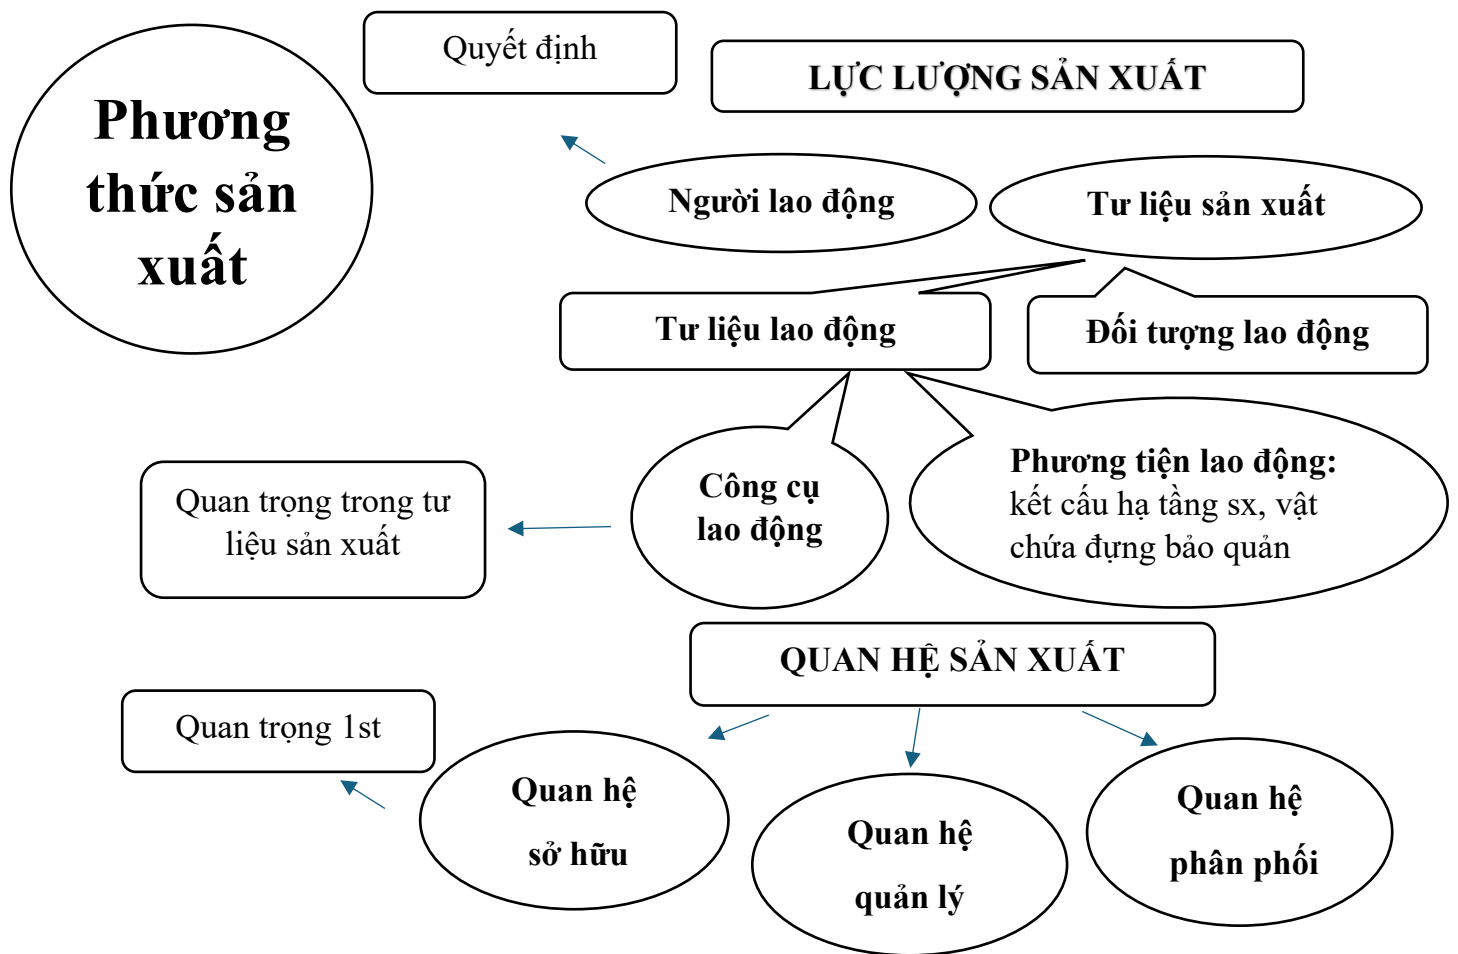 Phương
thức sản
xuất
Quyết định
LỰC LƯỢNG SẢN XUẤT
Người lao động
Tư liệu sản xuất
Tư liệu lao động
Đối tượng lao động
Công cụ
lao động
Phương tiện lao động:
kết cấu hạ tầng sx, vật
chứa đựng bảo quản
Quan trọng trong tư
liệu sản xuất
QUAN HỆ SẢN XUẤT
Quan trọng 1st
Quan hệ
sở hữu
Quan hệ
quản lý
Quan hệ
phân phối